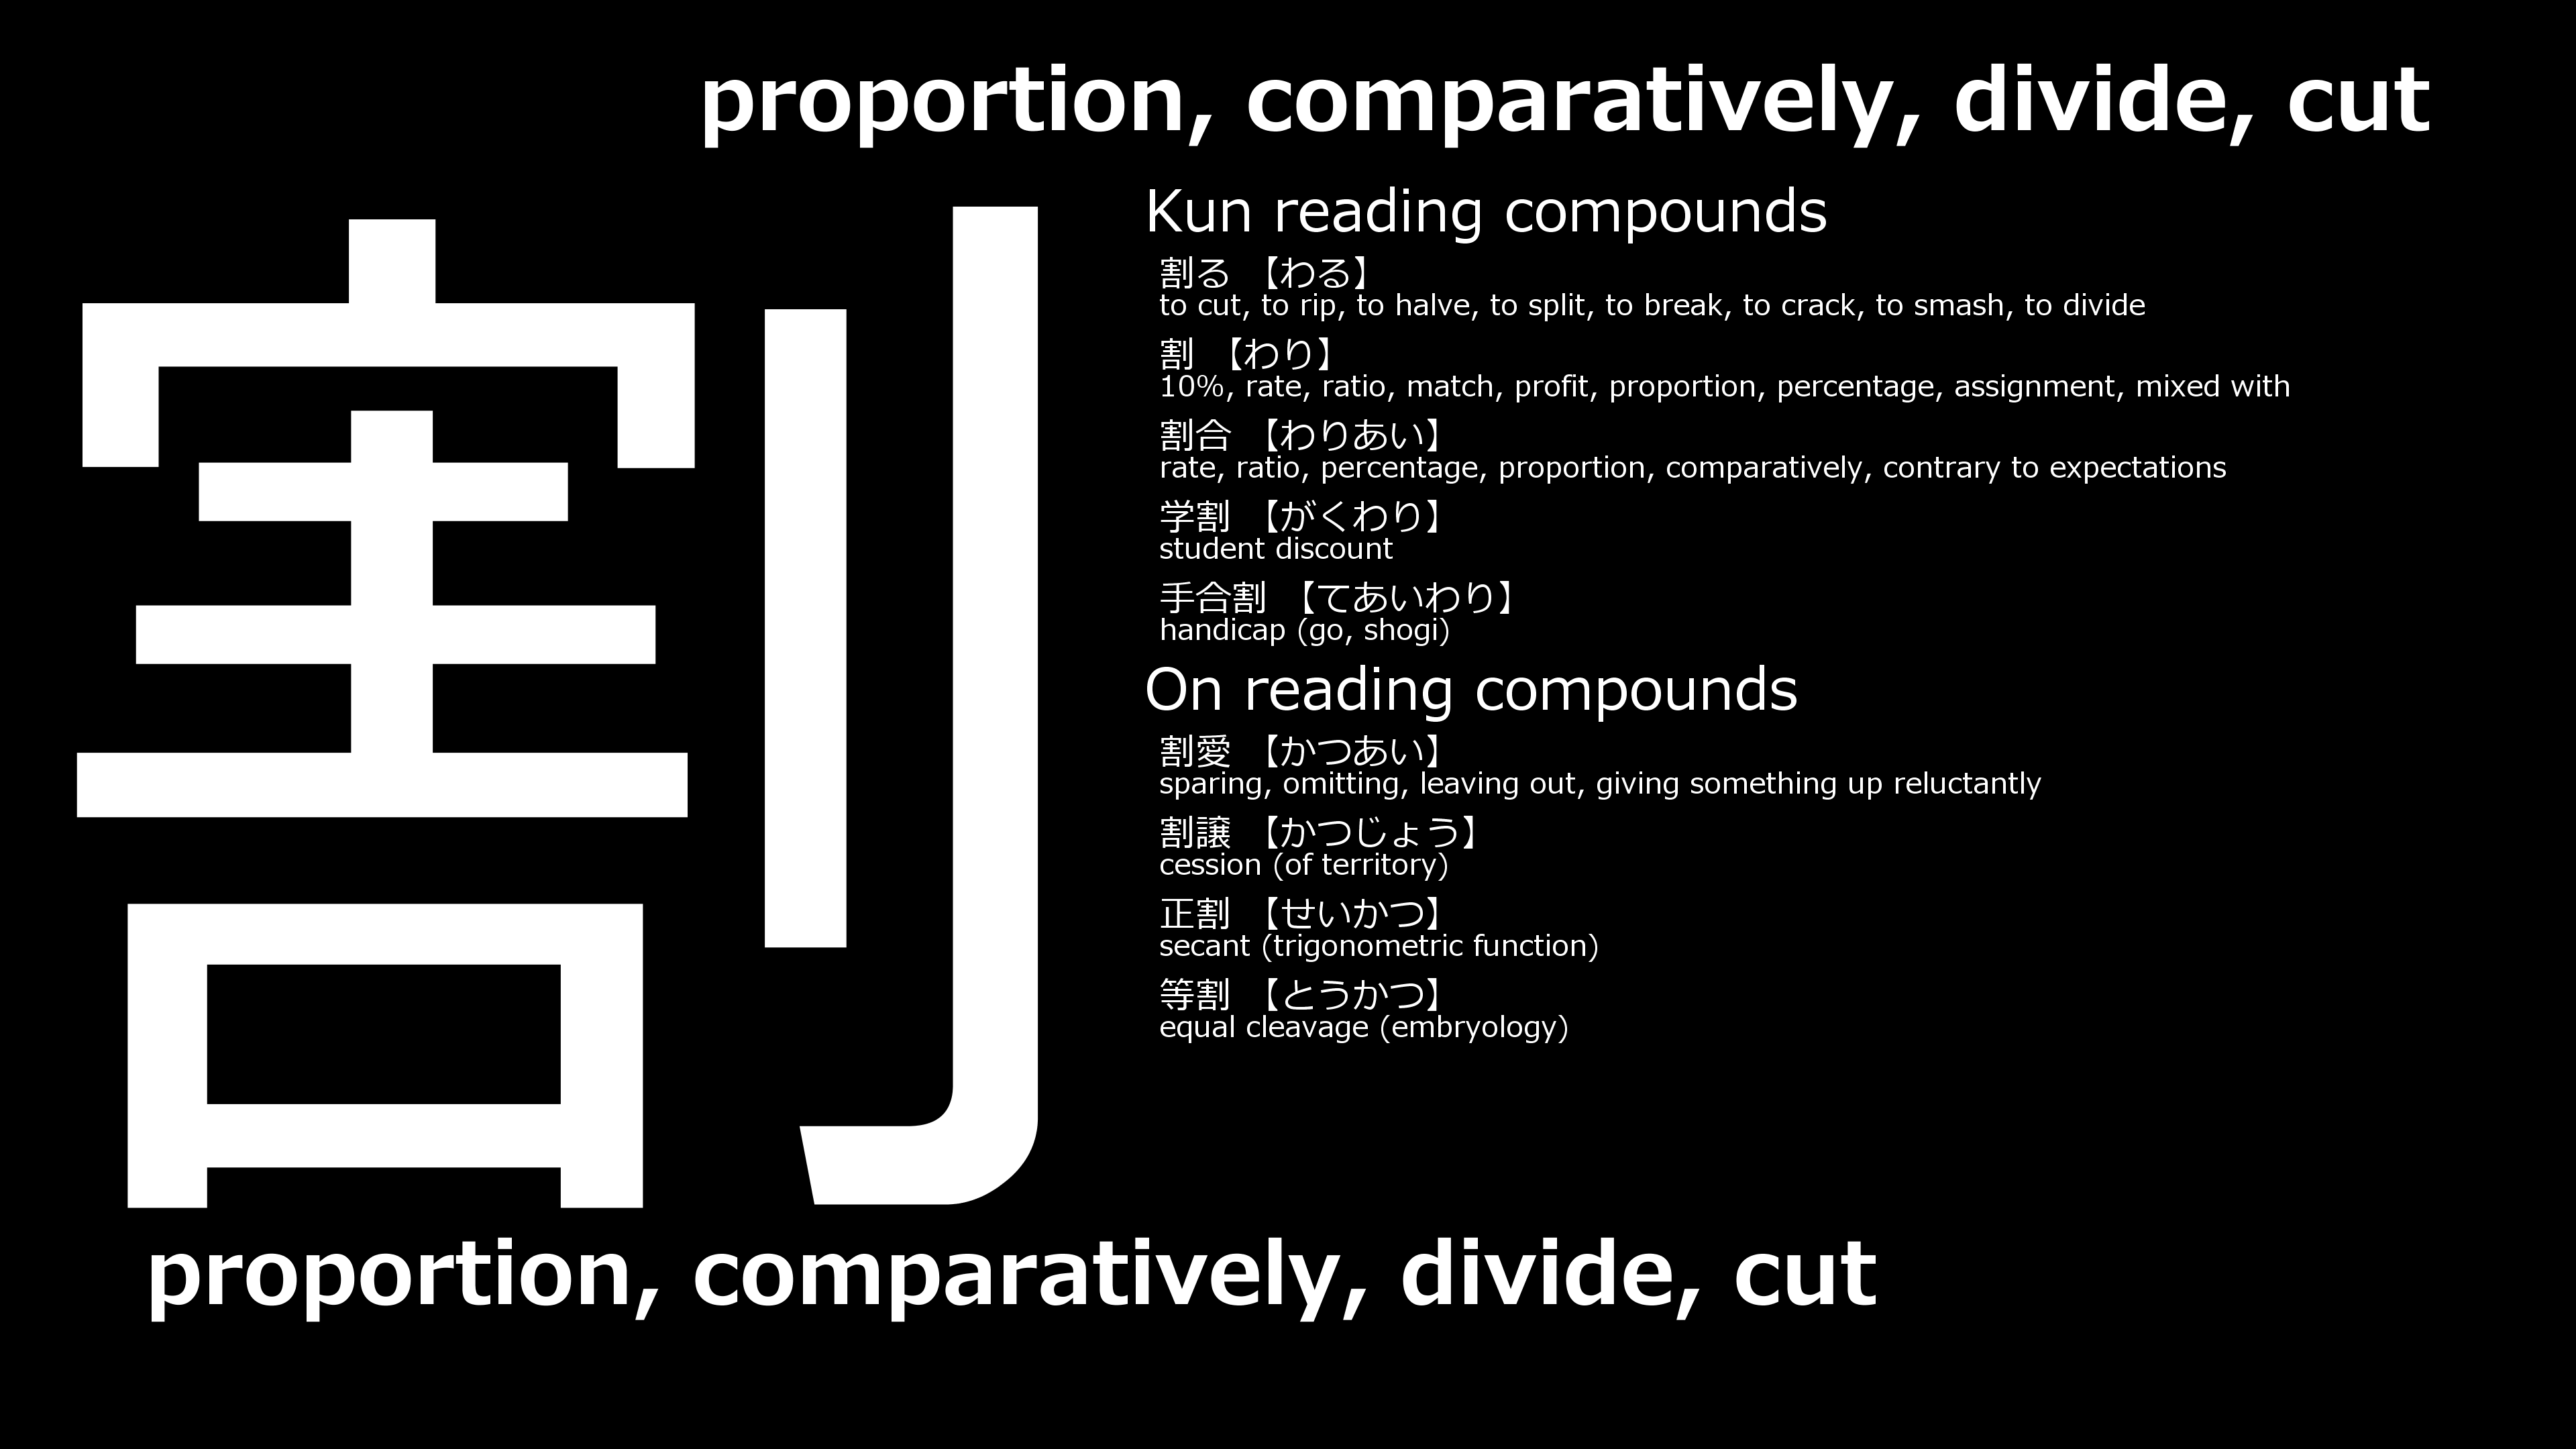 proportion, comparatively, divide, cut
割
Kun reading compounds
割る 【わる】
to cut, to rip, to halve, to split, to break, to crack, to smash, to divide
割 【わり】
10%, rate, ratio, match, profit, proportion, percentage, assignment, mixed with
割合 【わりあい】
rate, ratio, percentage, proportion, comparatively, contrary to expectations
学割 【がくわり】
student discount
手合割 【てあいわり】
handicap (go, shogi)
On reading compounds
割愛 【かつあい】
sparing, omitting, leaving out, giving something up reluctantly
割譲 【かつじょう】
cession (of territory)
正割 【せいかつ】
secant (trigonometric function)
等割 【とうかつ】
equal cleavage (embryology)
proportion, comparatively, divide, cut